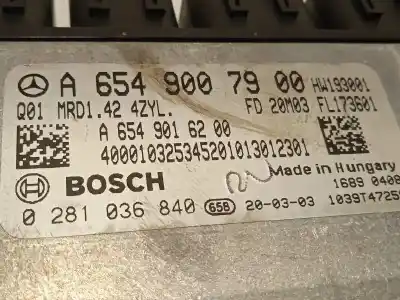 A 654 900 79 00 HW193001
Q01 MRD1.42 4ZYL. FD 20M03 FL173601
A 654 901 62 00
40001032534520101301230​1
BOSCH Made in Hungary
1689 0408
0 281 036 840 658 20-03-03 1039T4725